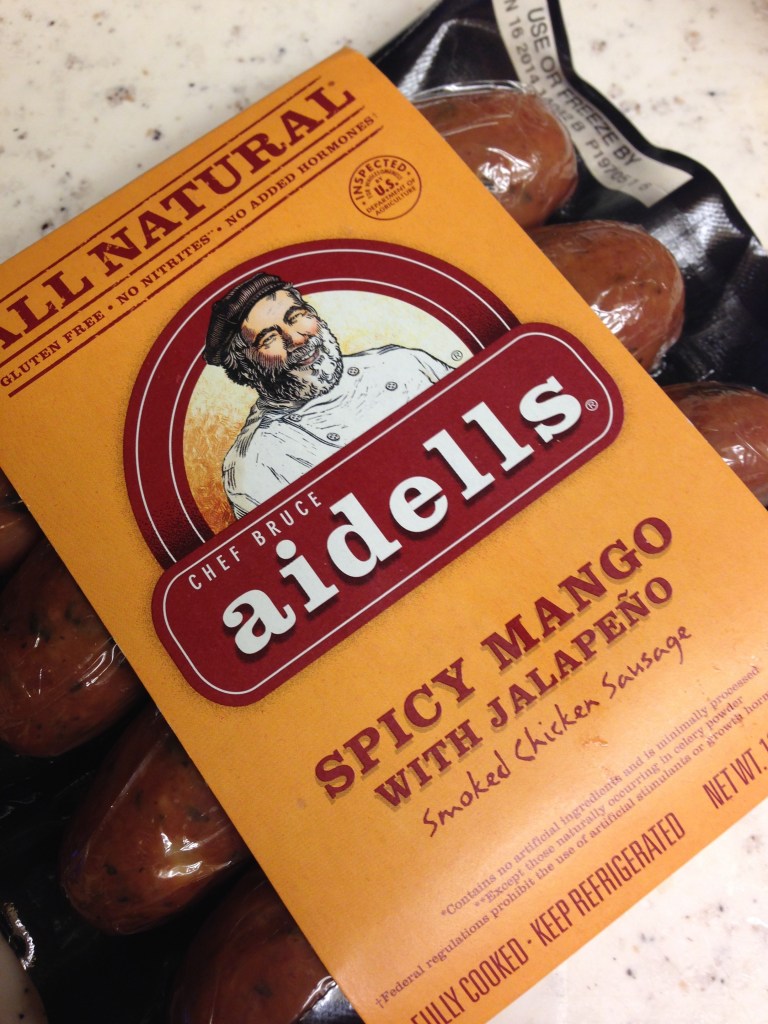 USE OR FREEZE BY
N 16 2014
ALL NATURAL*
GLUTEN FREE • NO NITRITES** • NO ADDED HORMONES†
INSPECTED
U.S.
DEPARTMENT OF
AGRICULTURE
®
CHEF BRUCE
aidells®
SPICY MANGO
WITH JALAPEÑO
Smoked Chicken Sausage
*Contains no artificial ingredients and is minimally processed
**Except those naturally occurring in celery powder
†Federal regulations prohibit the use of artificial stimulants or growth horm
FULLY COOKED · KEEP REFRIGERATED
NET WT. 1